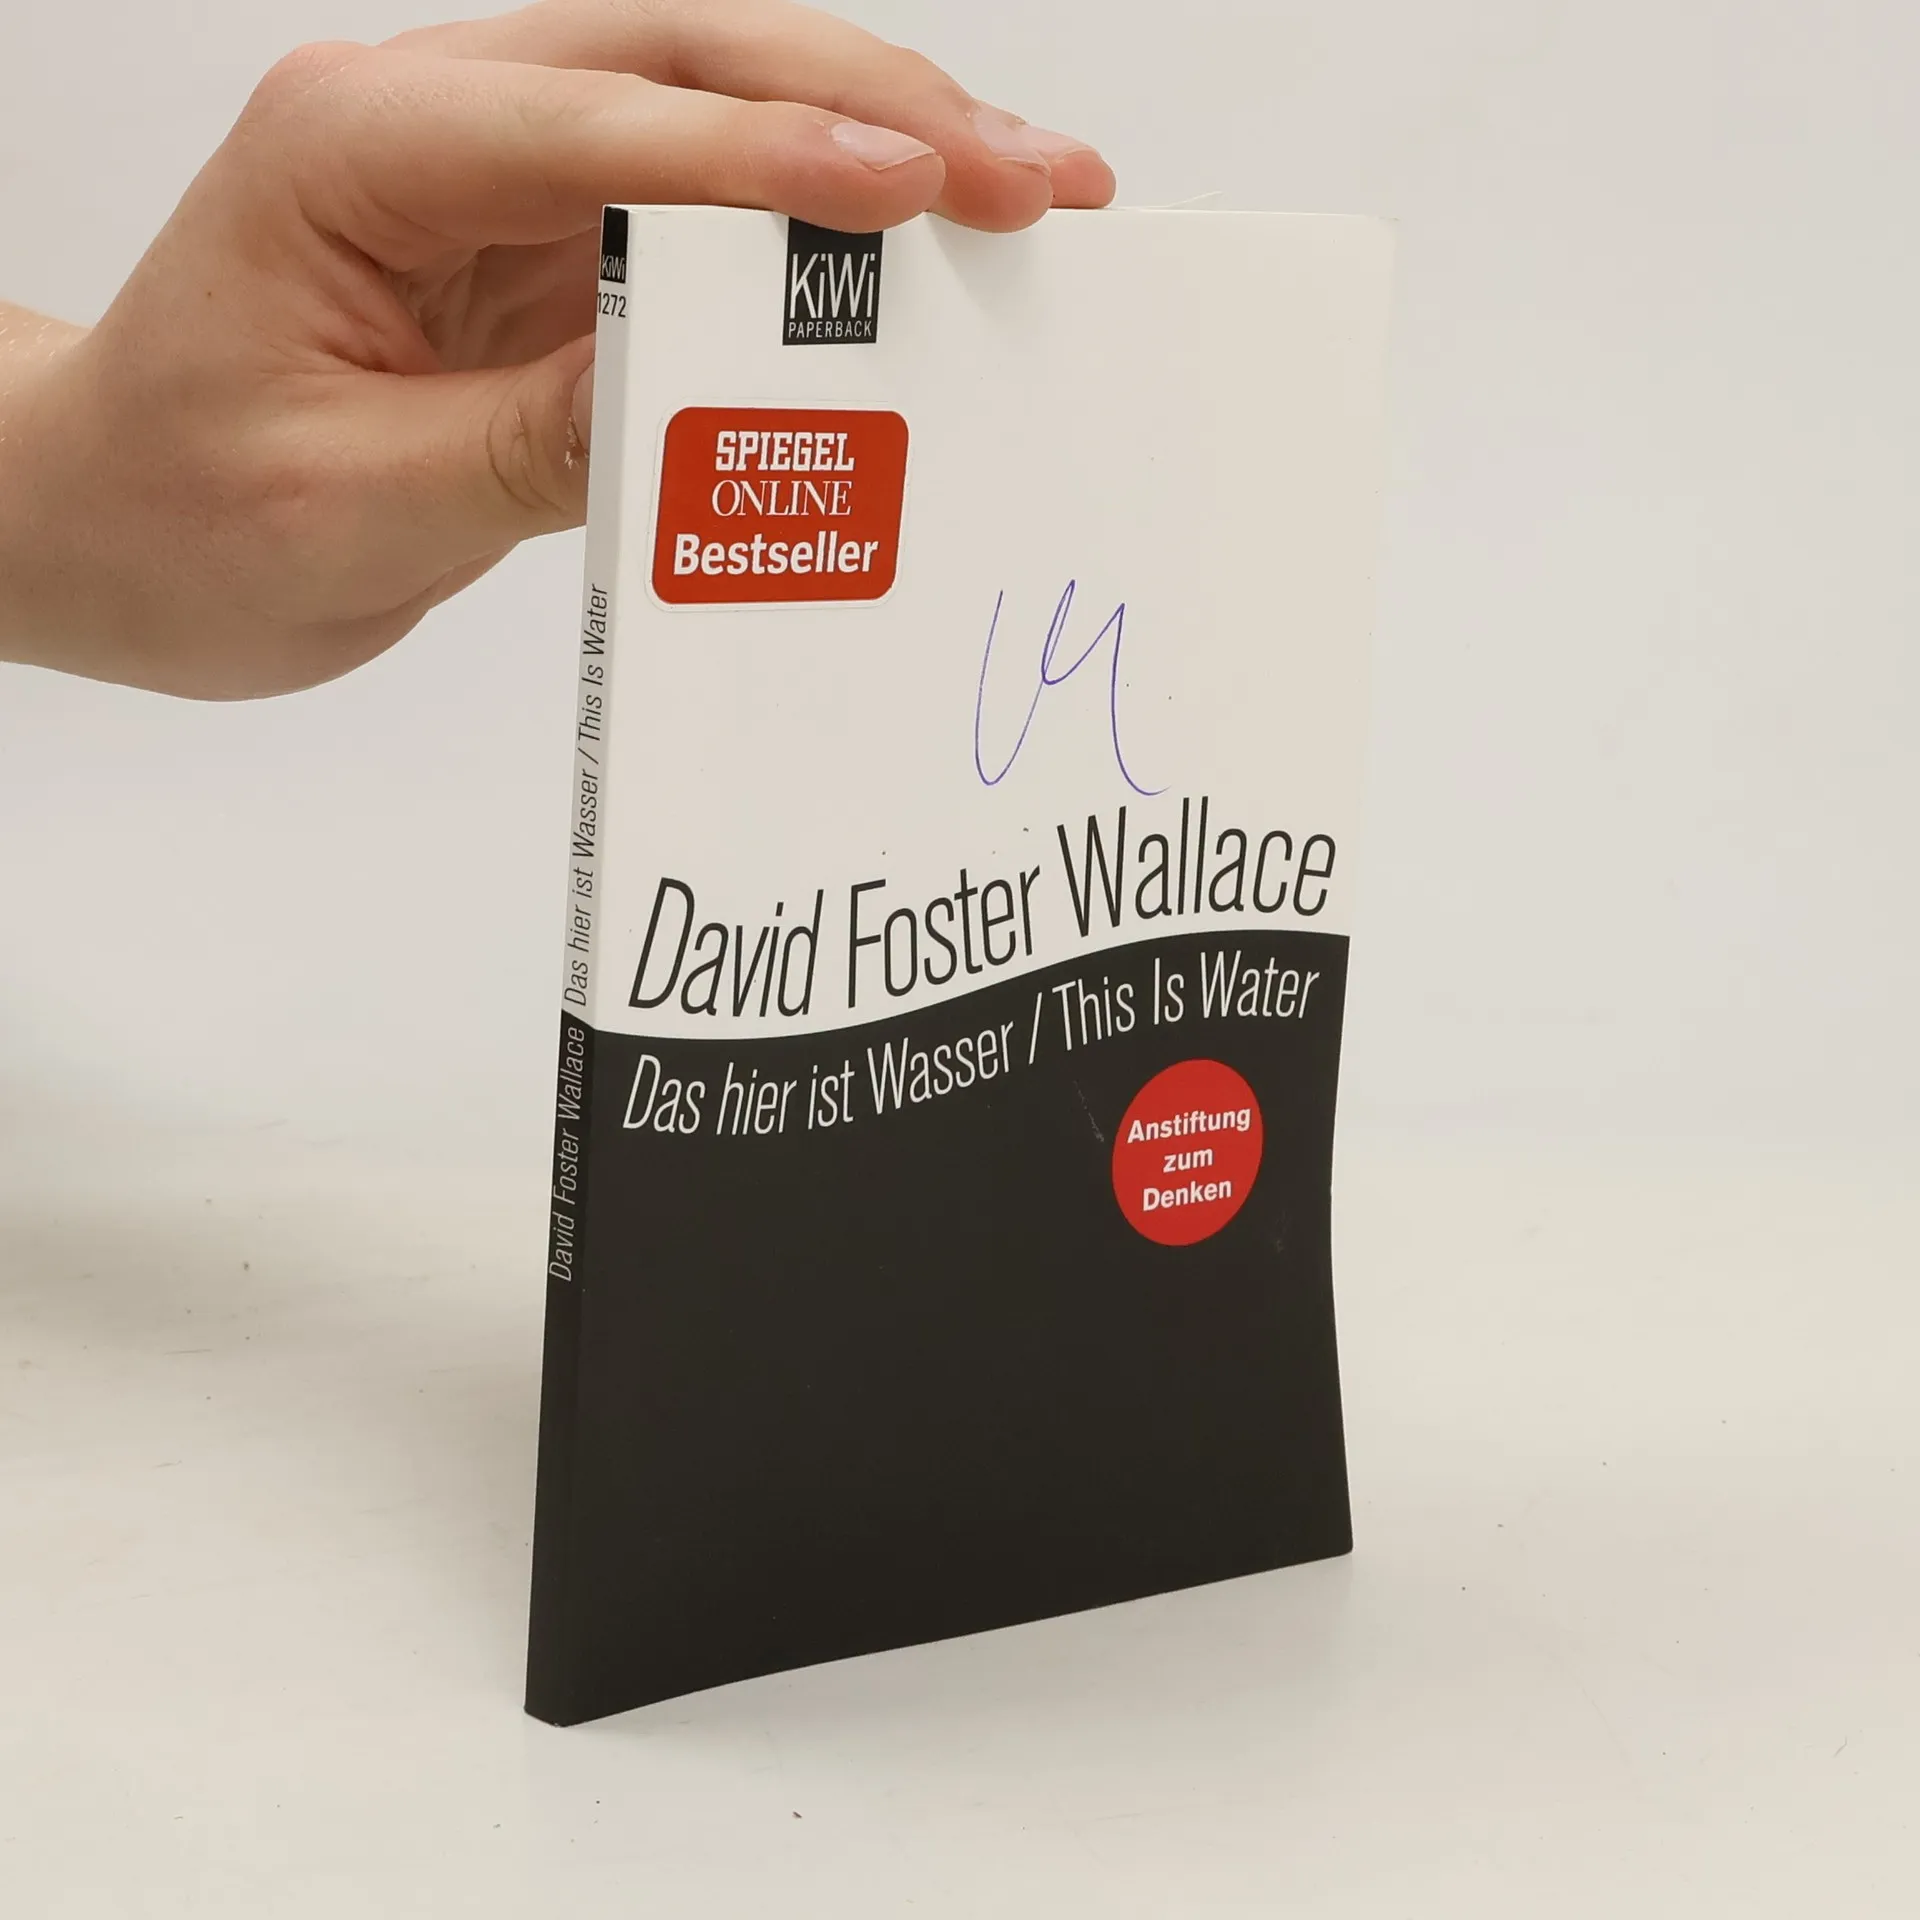 KiWi
1272
David Foster Wallace Das hier ist Wasser / This Is Water
KiWi
PAPERBACK
SPIEGEL
ONLINE
Bestseller
David Foster Wallace
Das hier ist Wasser / This Is Water
Anstiftung
zum
Denken